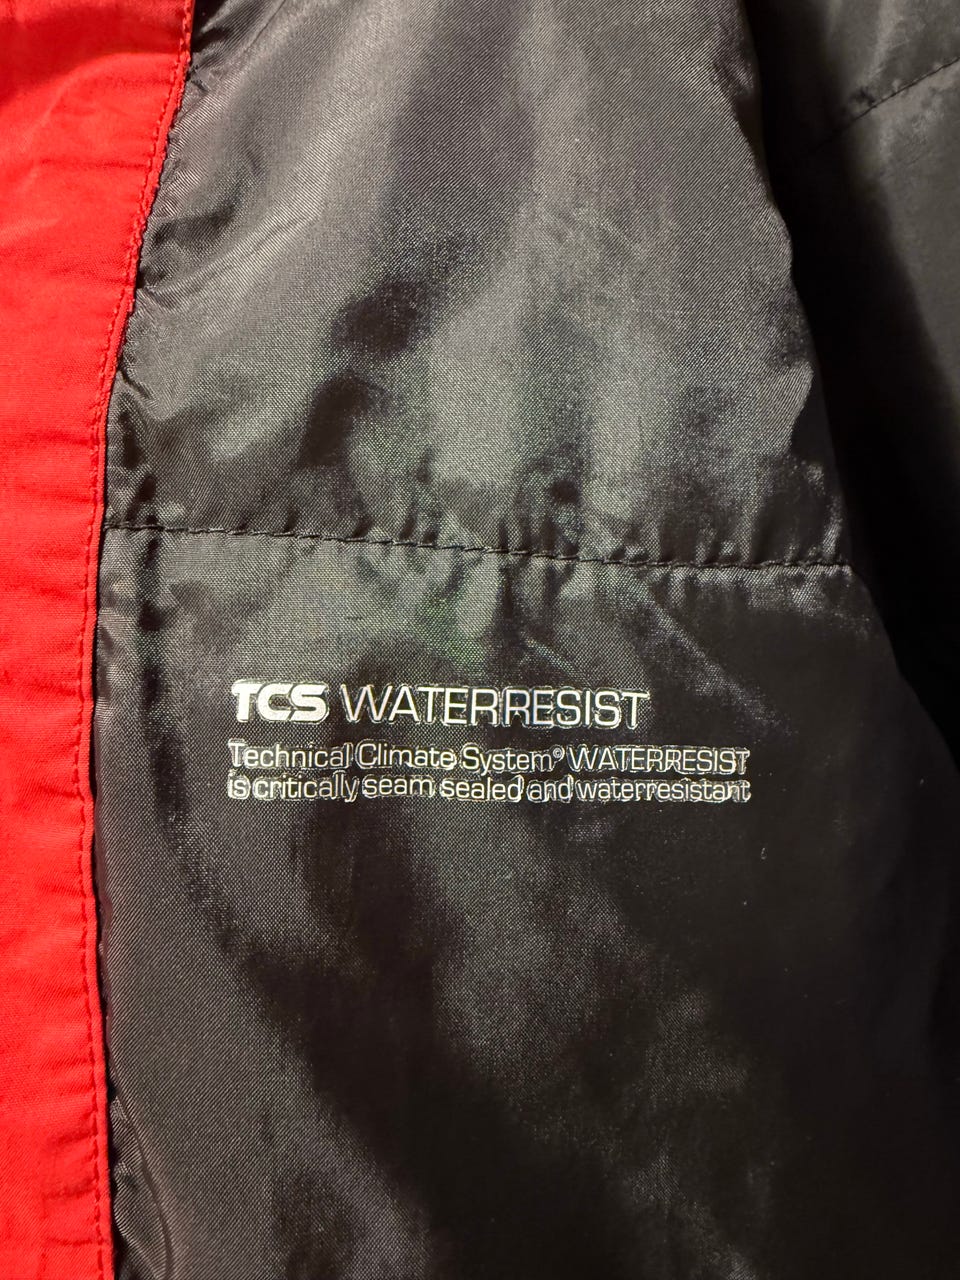 TCS WATERRESIST
Technical Climate System© WATERRESIST
is critically seam sealed and waterresistant